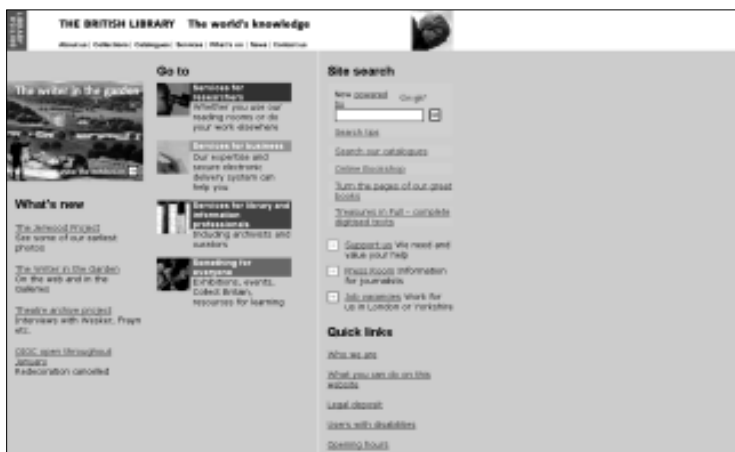 THE BRITISH LIBRARY The world's knowledge
About us | Collections | Catalogues | Services | What's on | News | Contact us
The writer in the garden
What's new
The Jerwood Project
See some of our earliest
photos
The Writer in the Garden
On the web and in the
Galleries
Theatre archive project
Interviews with Wesker, Frayn
etc.
open throughout
January
Redecoration cancelled
Go to
Services for
researchers
Whether you use our
reading rooms or do
your work elsewhere
Services for business
Our expertise and
secure electronic
delivery system can
help you
Services for library and
information
professionals
Including archivists and
curators
Something for
everyone
Exhibitions, events,
Collect Britain,
resources for learning
Site search
Now powered
by
Search tips
Search our catalogues
Online Bookshop
Turn the pages of our great
books
Treasures in Full - complete
digitised texts
Support us We need and
value your help
Press Room Information
for journalists
Job vacancies Work for
us in London or Yorkshire
Quick links
Who we are
What you can do on this
website
Legal deposit
Users with disabilities
Opening hours